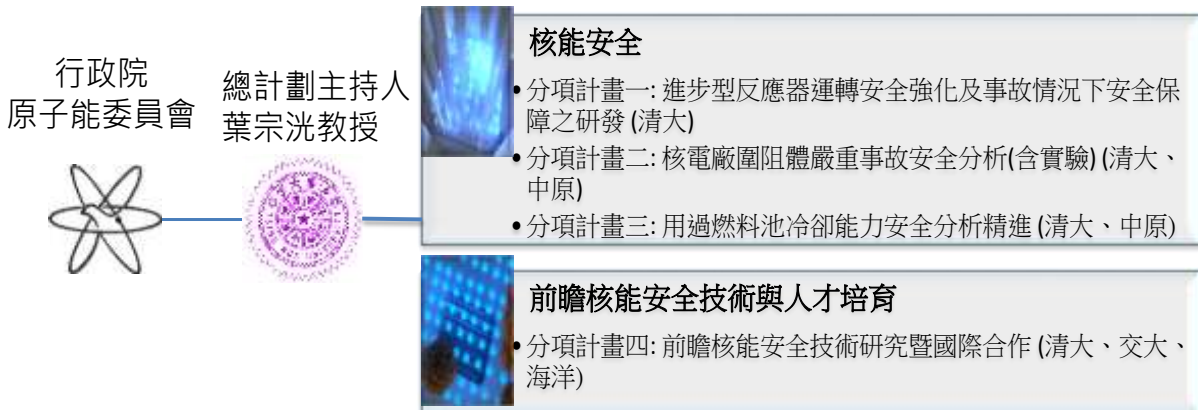 行政院
原子能委員會
總計劃主持人
葉宗洸教授
核能安全
•分項計畫一: 進步型反應器運轉安全強化及事故情況下安全保
障之研發 (清大)
•分項計畫二: 核電廠圍阻體嚴重事故安全分析(含實驗) (清大、
中原)
•分項計畫三: 用過燃料池冷卻能力安全分析精進 (清大、中原)
前瞻核能安全技術與人才培育
•分項計畫四: 前瞻核能安全技術研究暨國際合作 (清大、交大、
海洋)